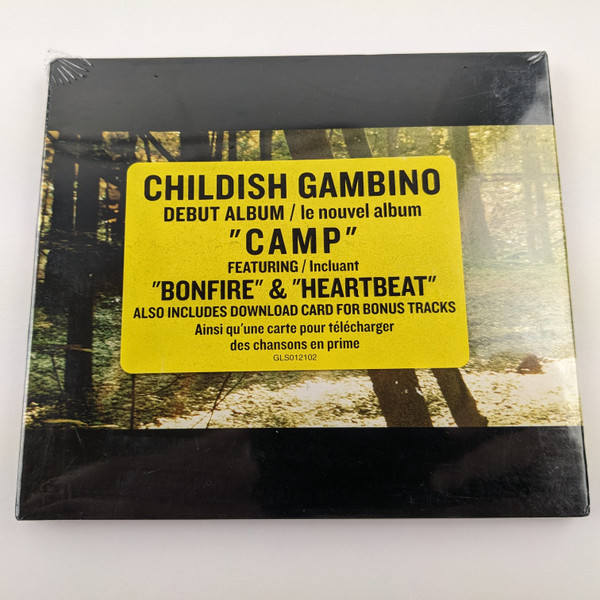 CHILDISH GAMBINO
DEBUT ALBUM / le nouvel album
"CAMP"
FEATURING / Incluant
"BONFIRE" & "HEARTBEAT"
ALSO INCLUDES DOWNLOAD CARD FOR BONUS TRACKS
Ainsi qu'une carte pour télécharger
des chansons en prime
GLS012102